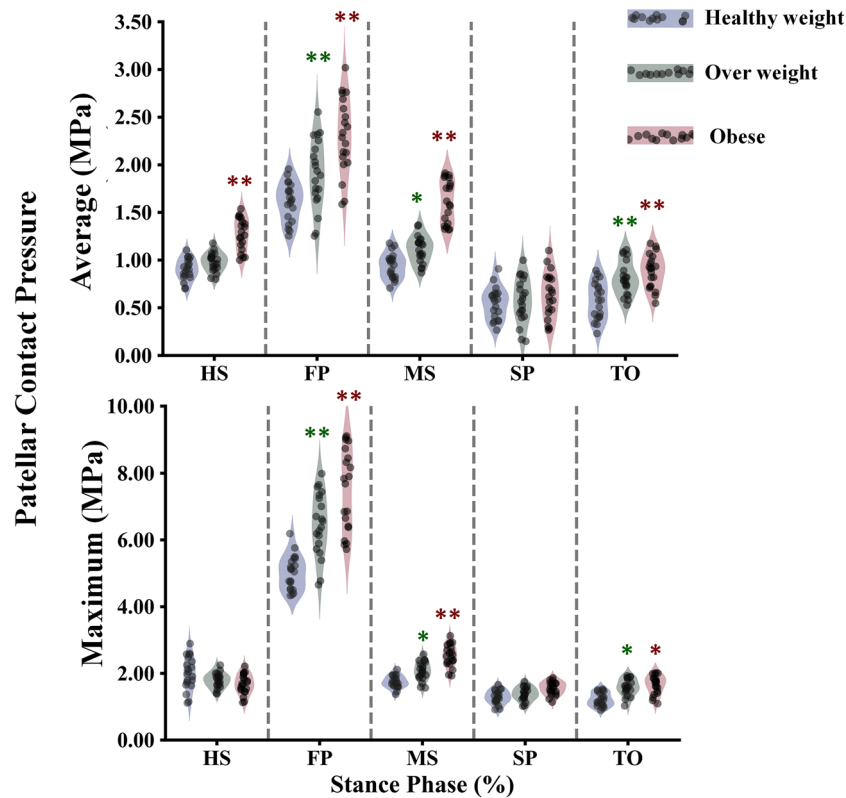 Patellar Contact Pressure
Average (MPa)
3.50
3.00
2.50
2.00
1.50
1.00
0.50
0.00
**
**
**
*
**
**
**
HS
FP
MS
SP
TO
Healthy weight
Over weight
Obese
Maximum (MPa)
10.00
8.00
6.00
4.00
2.00
0.00
**
**
*
**
*
*
HS
FP
MS
SP
TO
Stance Phase (%)